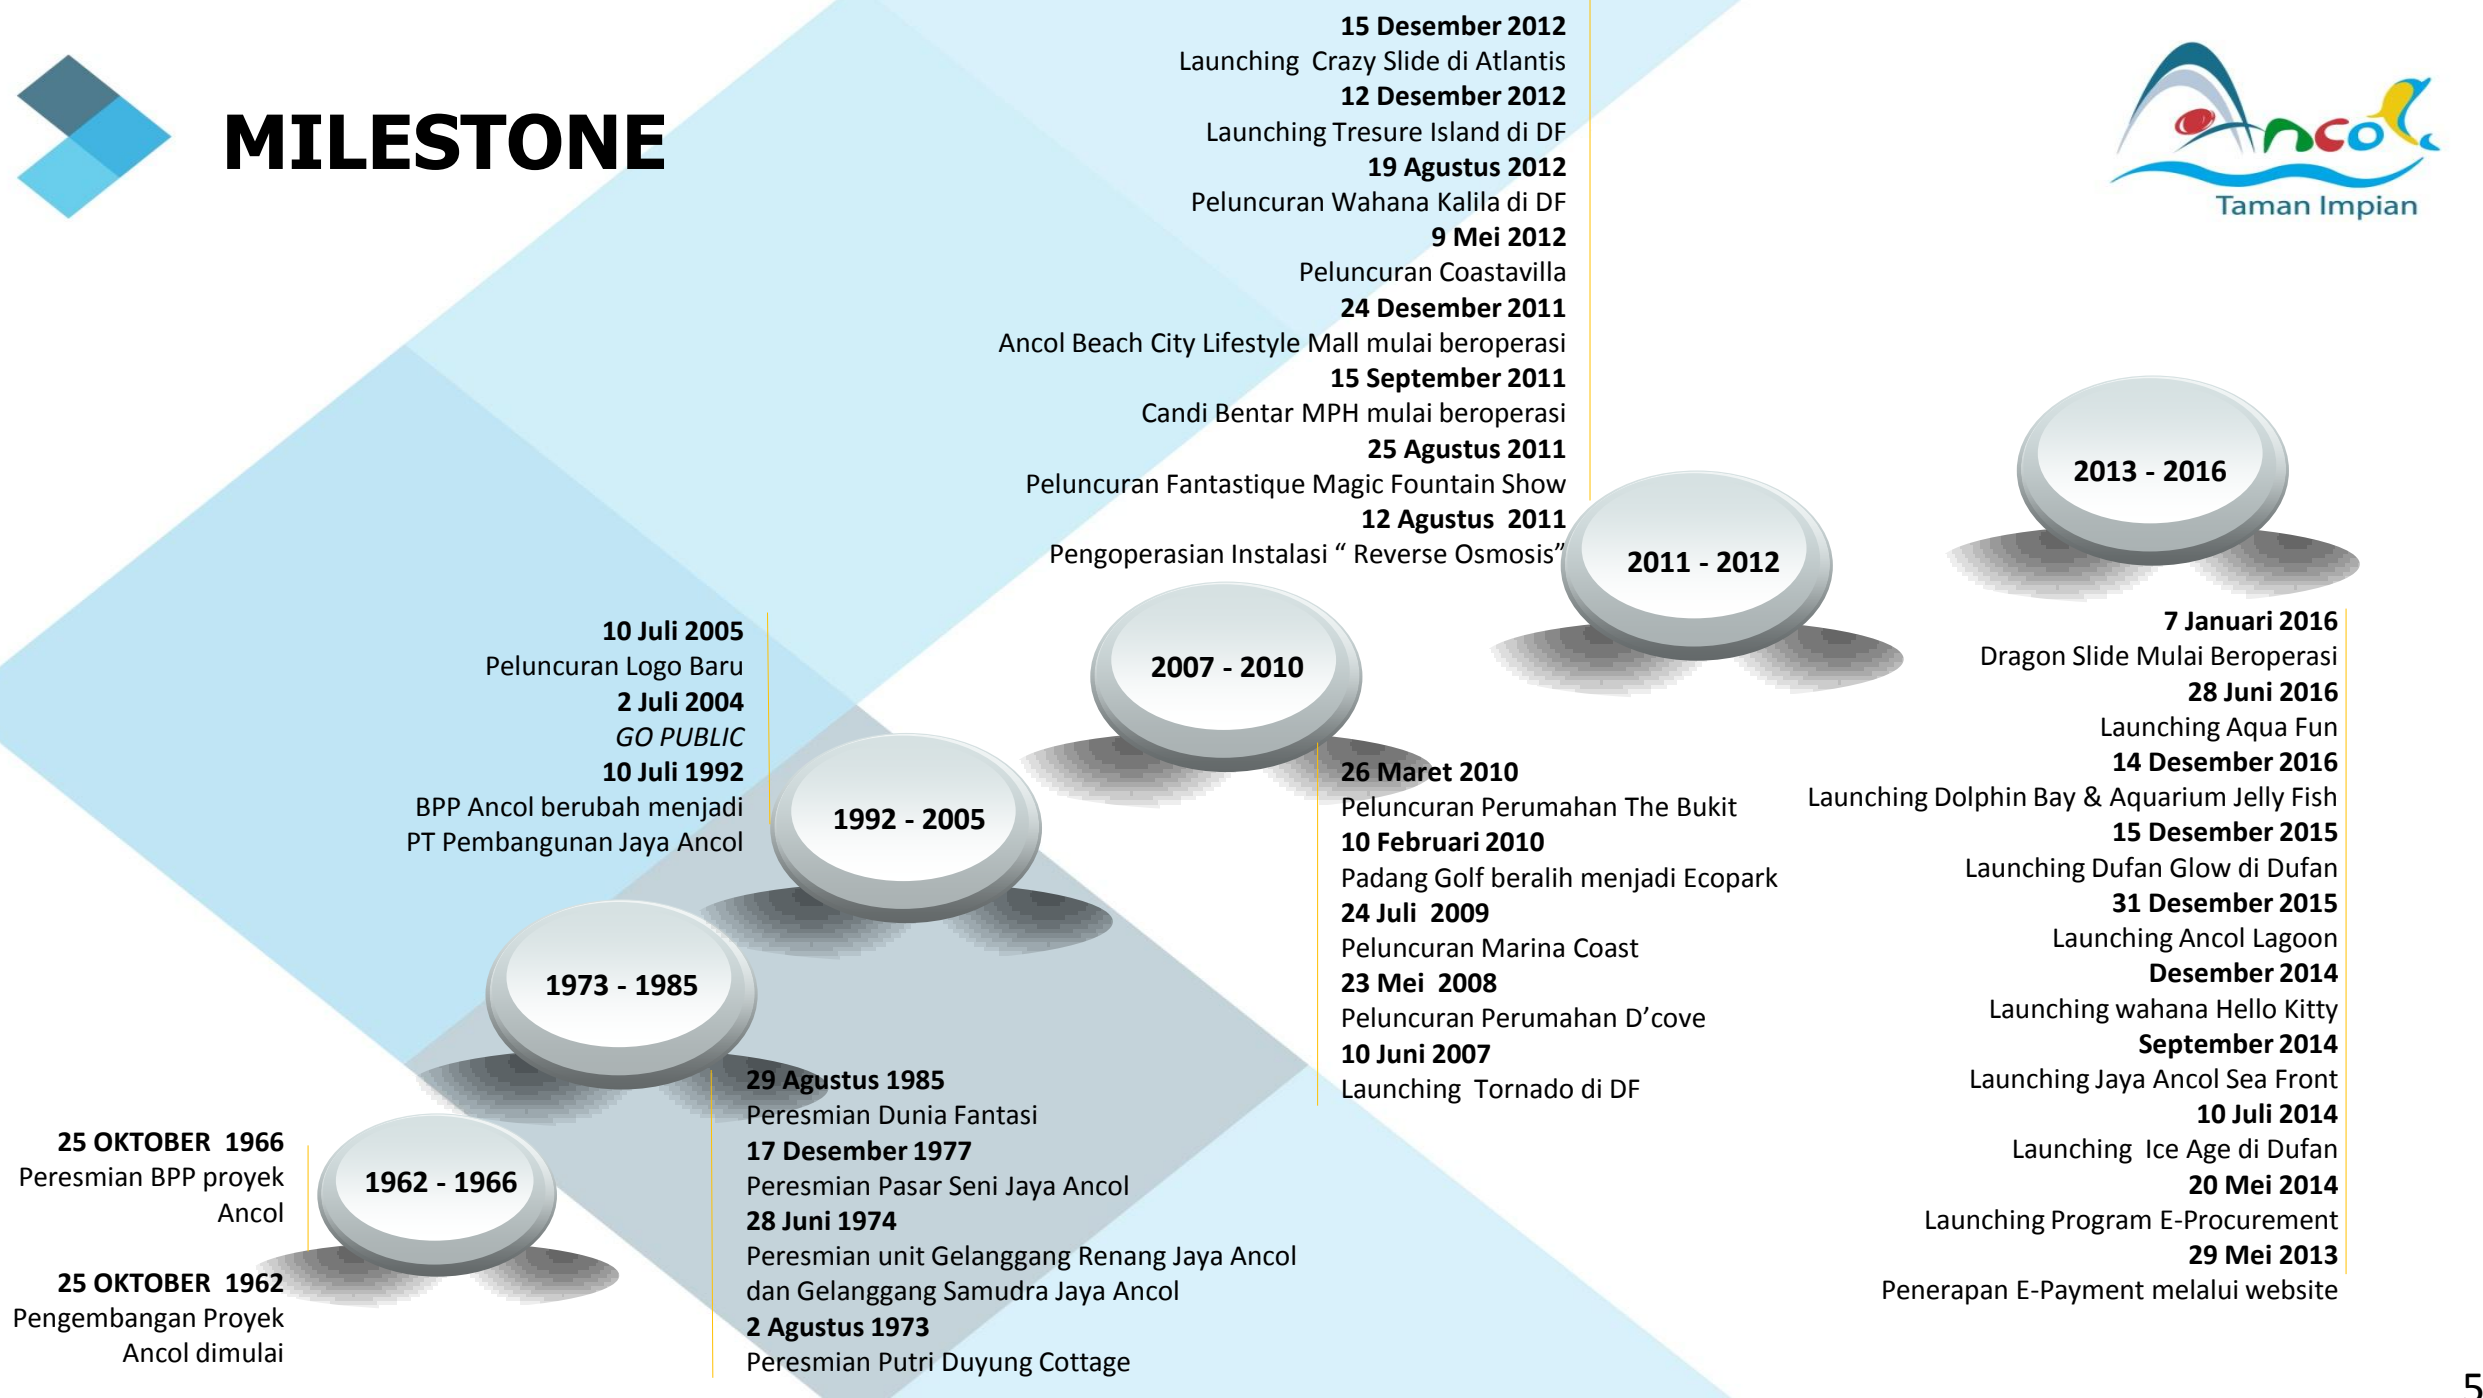 MILESTONE
Ancol
Taman Impian
15 Desember 2012
Launching Crazy Slide di Atlantis
12 Desember 2012
Launching Tresure Island di DF
19 Agustus 2012
Peluncuran Wahana Kalila di DF
9 Mei 2012
Peluncuran Coastavilla
24 Desember 2011
Ancol Beach City Lifestyle Mall mulai beroperasi
15 September 2011
Candi Bentar MPH mulai beroperasi
25 Agustus 2011
Peluncuran Fantastique Magic Fountain Show
12 Agustus 2011
Pengoperasian Instalasi “ Reverse Osmosis”
2011 - 2012
2013 - 2016
7 Januari 2016
Dragon Slide Mulai Beroperasi
28 Juni 2016
Launching Aqua Fun
14 Desember 2016
Launching Dolphin Bay & Aquarium Jelly Fish
15 Desember 2015
Launching Dufan Glow di Dufan
31 Desember 2015
Launching Ancol Lagoon
Desember 2014
Launching wahana Hello Kitty
September 2014
Launching Jaya Ancol Sea Front
10 Juli 2014
Launching Ice Age di Dufan
20 Mei 2014
Launching Program E-Procurement
29 Mei 2013
Penerapan E-Payment melalui website
2007 - 2010
26 Maret 2010
Peluncuran Perumahan The Bukit
10 Februari 2010
Padang Golf beralih menjadi Ecopark
24 Juli 2009
Peluncuran Marina Coast
23 Mei 2008
Peluncuran Perumahan D’cove
10 Juni 2007
Launching Tornado di DF
10 Juli 2005
Peluncuran Logo Baru
2 Juli 2004
GO PUBLIC
10 Juli 1992
BPP Ancol berubah menjadi
PT Pembangunan Jaya Ancol
1992 - 2005
1973 - 1985
29 Agustus 1985
Peresmian Dunia Fantasi
17 Desember 1977
Peresmian Pasar Seni Jaya Ancol
28 Juni 1974
Peresmian unit Gelanggang Renang Jaya Ancol
dan Gelanggang Samudra Jaya Ancol
2 Agustus 1973
Peresmian Putri Duyung Cottage
25 OKTOBER 1966
Peresmian BPP proyek
Ancol
25 OKTOBER 1962
Pengembangan Proyek
Ancol dimulai
1962 - 1966
5